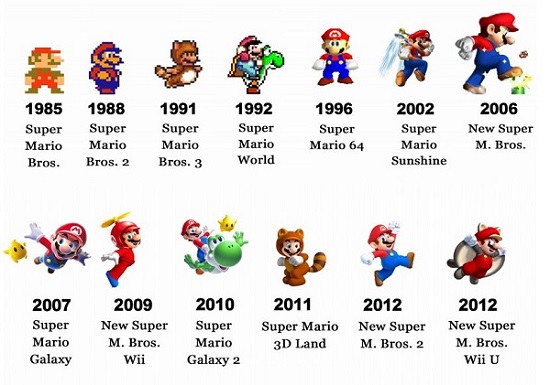 1985
Super
Mario
Bros.
1988
Super
Mario
Bros. 2
1991
Super
Mario
Bros. 3
1992
Super
Mario
World
1996
Super
Mario 64
2002
Super
Mario
Sunshine
2006
New Super
M. Bros.
2007
Super
Mario
Galaxy
2009
New Super
M. Bros.
Wii
2010
Super
Mario
Galaxy 2
2011
Super Mario
3D Land
2012
New Super
M. Bros. 2
2012
New Super
M. Bros.
Wii U